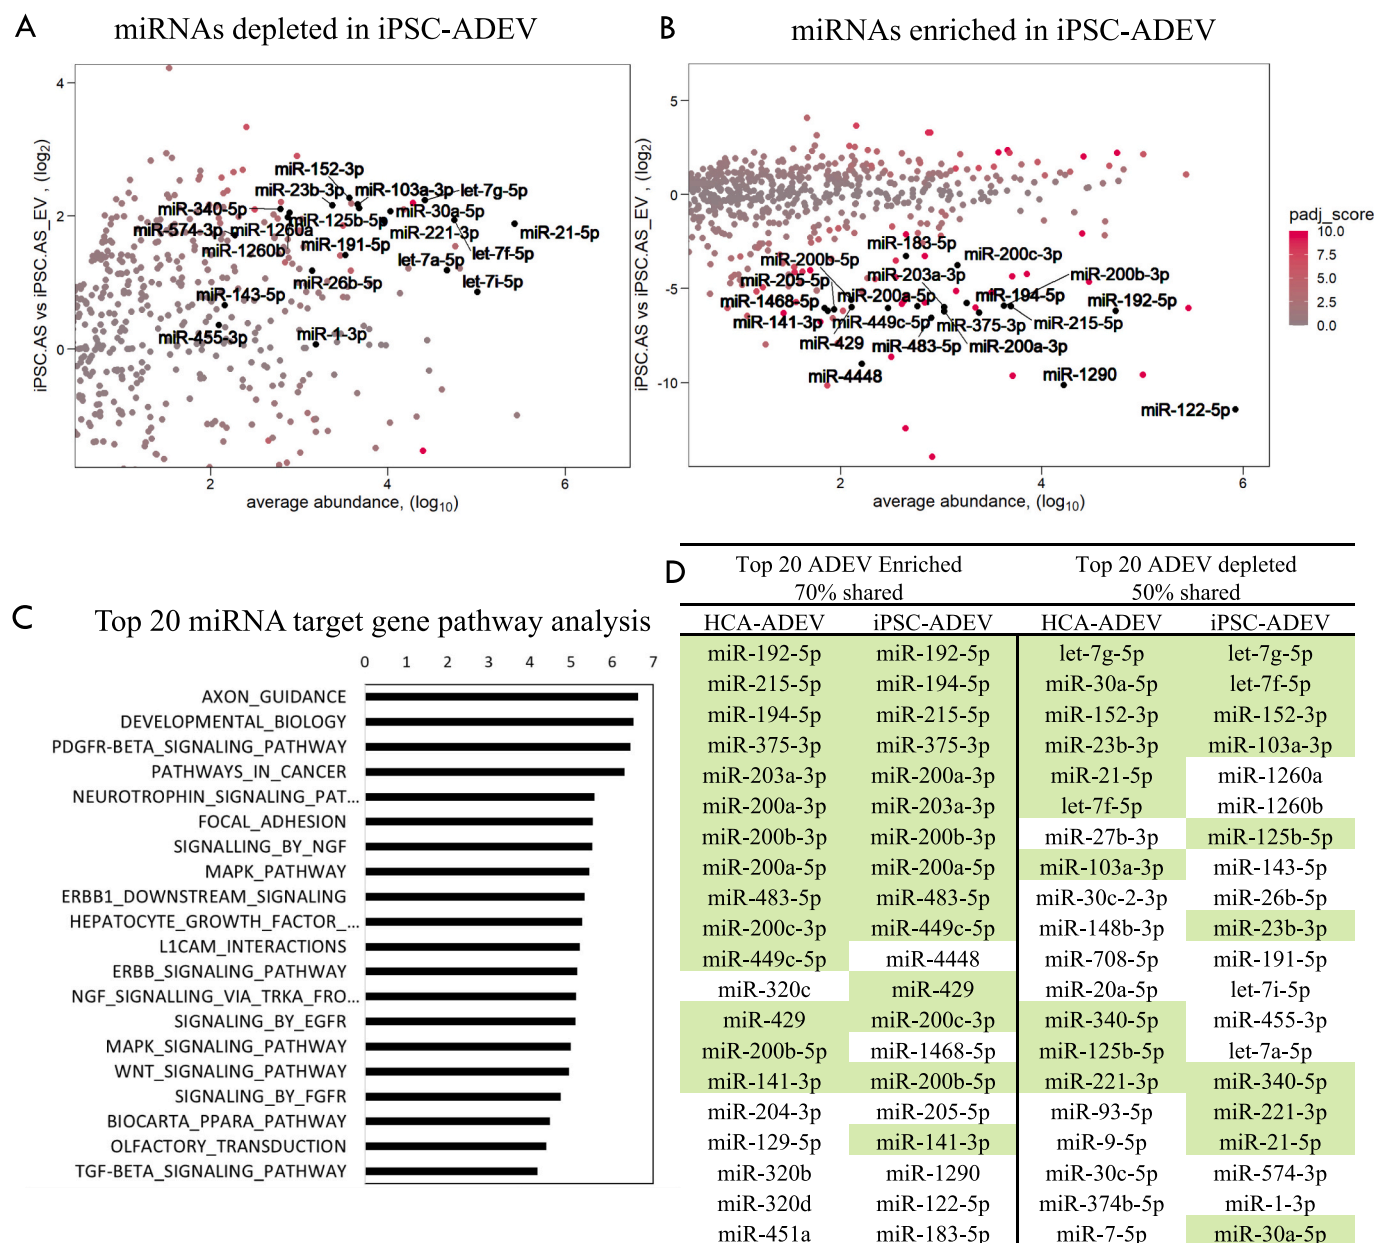 A
miRNAs depleted in iPSC-ADEV
4
2
0
iPSC.AS vs iPSC.AS_EV , (log2)
miR-152-3p
miR-23b-3p
miR-103a-3p
let-7g-5p
miR-340-5p
miR-125b-5p
miR-30a-5p
miR-574-3p
miR-1260a
miR-221-3p
miR-21-5p
miR-1260b
miR-191-5p
let-7f-5p
let-7a-5p
miR-26b-5p
let-7i-5p
miR-143-5p
miR-455-3p
miR-1-3p
2
4
6
average abundance, (log10)
B
miRNAs enriched in iPSC-ADEV
5
0
-5
-10
iPSC.AS vs iPSC.AS_EV , (log2)
miR-183-5p
miR-200b-5p
miR-200c-3p
miR-205-5p
miR-203a-3p
miR-200b-3p
miR-1468-5p
miR-200a-5p
miR-194-5p
miR-192-5p
miR-141-3p
miR-449c-5p
miR-375-3p
miR-215-5p
miR-429
miR-483-5p
miR-200a-3p
miR-4448
miR-1290
miR-122-5p
2
4
6
average abundance, (log10)
padj_score
10.0
7.5
5.0
2.5
0.0
C
Top 20 miRNA target gene pathway analysis
0 1 2 3 4 5 6 7
AXON_GUIDANCE
DEVELOPMENTAL_BIOLOGY
PDGFR-BETA_SIGNALING_PATHWAY
PATHWAYS_IN_CANCER
NEUROTROPHIN_SIGNALING_PAT...
FOCAL_ADHESION
SIGNALLING_BY_NGF
MAPK_PATHWAY
ERBB1_DOWNSTREAM_SIGNALING
HEPATOCYTE_GROWTH_FACTOR_...
L1CAM_INTERACTIONS
ERBB_SIGNALING_PATHWAY
NGF_SIGNALLING_VIA_TRKA_FRO...
SIGNALING_BY_EGFR
MAPK_SIGNALING_PATHWAY
WNT_SIGNALING_PATHWAY
SIGNALING_BY_FGFR
BIOCARTA_PPARA_PATHWAY
OLFACTORY_TRANSDUCTION
TGF-BETA_SIGNALING_PATHWAY
D
Top 20 ADEV Enriched Top 20 ADEV depleted
70% shared 50% shared
HCA-ADEV iPSC-ADEV HCA-ADEV iPSC-ADEV
miR-192-5p miR-192-5p let-7g-5p let-7g-5p
miR-215-5p miR-194-5p miR-30a-5p let-7f-5p
miR-194-5p miR-215-5p miR-152-3p miR-152-3p
miR-375-3p miR-375-3p miR-23b-3p miR-103a-3p
miR-203a-3p miR-200a-3p miR-21-5p miR-1260a
miR-200a-3p miR-203a-3p let-7f-5p miR-1260b
miR-200b-3p miR-200b-3p miR-27b-3p miR-125b-5p
miR-200a-5p miR-200a-5p miR-103a-3p miR-143-5p
miR-483-5p miR-483-5p miR-30c-2-3p miR-26b-5p
miR-200c-3p miR-449c-5p miR-148b-3p miR-23b-3p
miR-449c-5p miR-4448 miR-708-5p miR-191-5p
miR-320c miR-429 miR-20a-5p let-7i-5p
miR-429 miR-200c-3p miR-340-5p miR-455-3p
miR-200b-5p miR-1468-5p miR-125b-5p let-7a-5p
miR-141-3p miR-200b-5p miR-221-3p miR-340-5p
miR-204-3p miR-205-5p miR-93-5p miR-221-3p
miR-129-5p miR-141-3p miR-9-5p miR-21-5p
miR-320b miR-1290 miR-30c-5p miR-574-3p
miR-320d miR-122-5p miR-374b-5p miR-1-3p
miR-451a miR-183-5p miR-7-5p miR-30a-5p